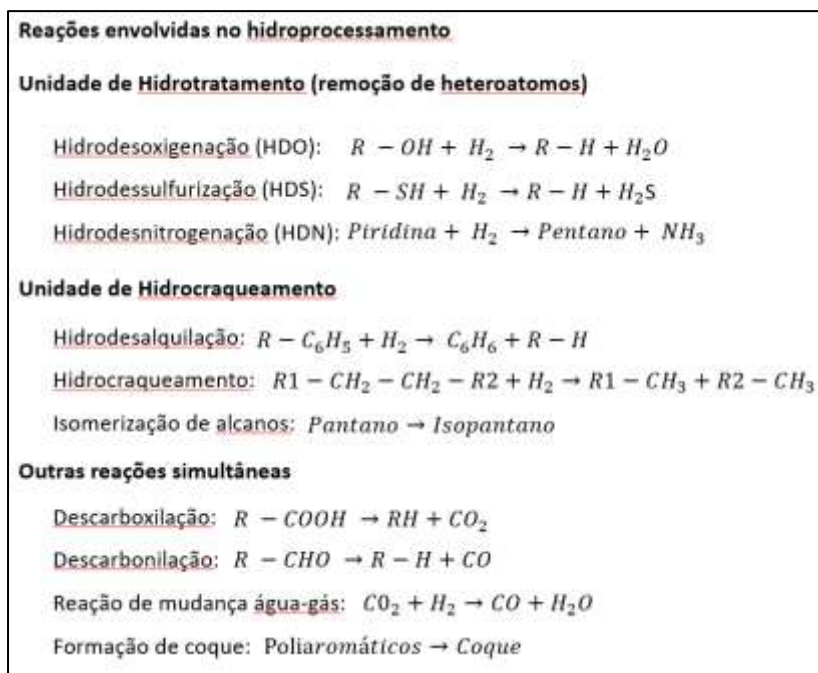 Reações envolvidas no hidroprocessamento
Unidade de Hidrotratamento (remoção de heteroatomos)
Hidrodesoxigenação (HDO): R − OH + H₂ → R − H + H₂O
Hidrodessulfurização (HDS): R − SH + H₂ → R − H + H₂S
Hidrodesnitrogenação (HDN): Piridina + H₂ → Pentano + NH₃
Unidade de Hidrocraqueamento
Hidrodesalquilação: R − C₆H₅ + H₂ → C₆H₆ + R − H
Hidrocraqueamento: R1 − CH₂ − CH₂ − R2 + H₂ → R1 − CH₃ + R2 − CH₃
Isomerização de alcanos: Pantano → Isopantano
Outras reações simultâneas
Descarboxilação: R − COOH → RH + CO₂
Descarbonilação: R − CHO → R − H + CO
Reação de mudança água-gás: C0₂ + H₂ → CO + H₂O
Formação de coque: Poliaromáticos → Coque